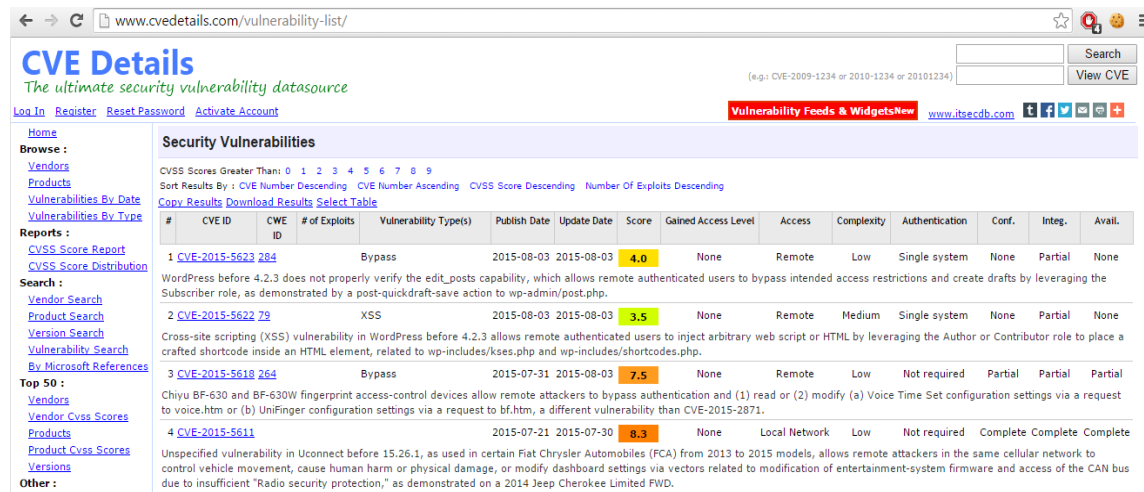 www.cvedetails.com/vulnerability-list/
4
CVE Details
The ultimate security vulnerability datasource
Search
(e.g.: CVE-2009-1234 or 2010-1234 or 20101234) View CVE
Log In Register Reset Password Activate Account
Vulnerability Feeds & WidgetsNew www.itsecdb.com
Home
Browse :
Vendors
Products
Vulnerabilities By Date
Vulnerabilities By Type
Reports :
CVSS Score Report
CVSS Score Distribution
Search :
Vendor Search
Product Search
Version Search
Vulnerability Search
By Microsoft References
Top 50 :
Vendors
Vendor Cvss Scores
Products
Product Cvss Scores
Versions
Other :
Security Vulnerabilities
CVSS Scores Greater Than: 0 1 2 3 4 5 6 7 8 9
Sort Results By : CVE Number Descending CVE Number Ascending CVSS Score Descending Number Of Exploits Descending
Copy Results Download Results Select Table
# CVE ID CWE ID # of Exploits Vulnerability Type(s) Publish Date Update Date Score Gained Access Level Access Complexity Authentication Conf. Integ. Avail.
1 CVE-2015-5623 284 Bypass 2015-08-03 2015-08-03 4.0 None Remote Low Single system None Partial None
WordPress before 4.2.3 does not properly verify the edit_posts capability, which allows remote authenticated users to bypass intended access restrictions and create drafts by leveraging the
Subscriber role, as demonstrated by a post-quickdraft-save action to wp-admin/post.php.
2 CVE-2015-5622 79 XSS 2015-08-03 2015-08-03 3.5 None Remote Medium Single system None Partial None
Cross-site scripting (XSS) vulnerability in WordPress before 4.2.3 allows remote authenticated users to inject arbitrary web script or HTML by leveraging the Author or Contributor role to place a
crafted shortcode inside an HTML element, related to wp-includes/kses.php and wp-includes/shortcodes.php.
3 CVE-2015-5618 264 Bypass 2015-07-31 2015-08-03 7.5 None Remote Low Not required Partial Partial Partial
Chiyu BF-630 and BF-630W fingerprint access-control devices allow remote attackers to bypass authentication and (1) read or (2) modify (a) Voice Time Set configuration settings via a request
to voice.htm or (b) UniFinger configuration settings via a request to bf.htm, a different vulnerability than CVE-2015-2871.
4 CVE-2015-5611 2015-07-21 2015-07-30 8.3 None Local Network Low Not required Complete Complete Complete
Unspecified vulnerability in Uconnect before 15.26.1, as used in certain Fiat Chrysler Automobiles (FCA) from 2013 to 2015 models, allows remote attackers in the same cellular network to
control vehicle movement, cause human harm or physical damage, or modify dashboard settings via vectors related to modification of entertainment-system firmware and access of the CAN bus
due to insufficient "Radio security protection," as demonstrated on a 2014 Jeep Cherokee Limited FWD.